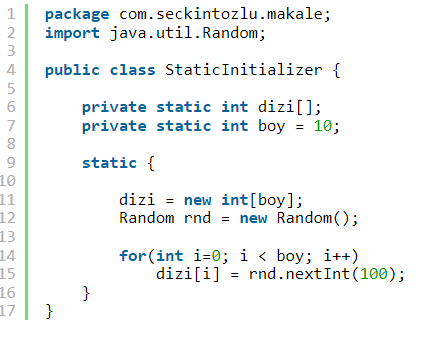 1 package com.seckintozlu.makale;
2 import java.util.Random;
3
4 public class StaticInitializer {
5
6     private static int dizi[];
7     private static int boy = 10;
8
9     static {
10
11         dizi = new int[boy];
12         Random rnd = new Random();
13
14         for(int i=0; i < boy; i++)
15             dizi[i] = rnd.nextInt(100);
16     }
17 }